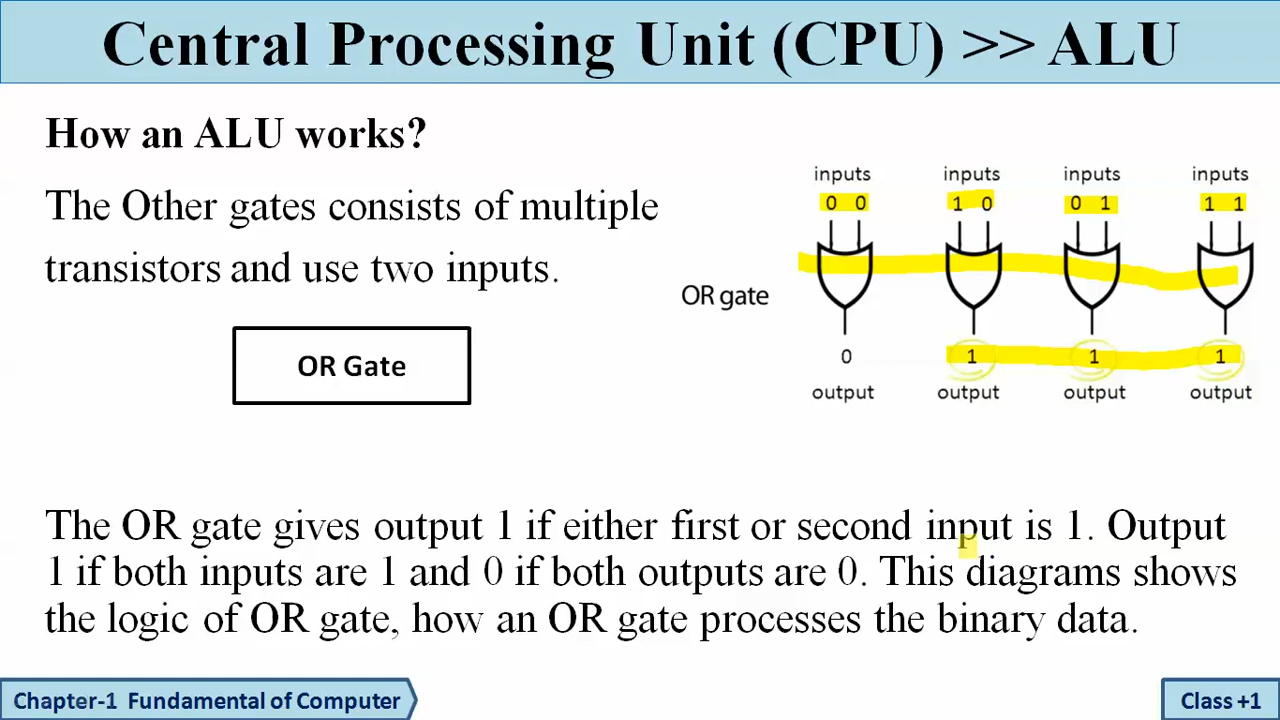 Central Processing Unit (CPU) >> ALU
How an ALU works?
The Other gates consists of multiple
transistors and use two inputs.
OR Gate
inputs inputs inputs inputs
0 0 1 0 0 1 1 1
OR gate
0 1 1 1
output output output output
The OR gate gives output 1 if either first or second input is 1. Output
1 if both inputs are 1 and 0 if both outputs are 0. This diagrams shows
the logic of OR gate, how an OR gate processes the binary data.
Chapter-1 Fundamental of Computer
Class +1